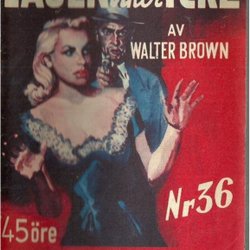 AV
WALTER BROWN
Nr 36
45 öre